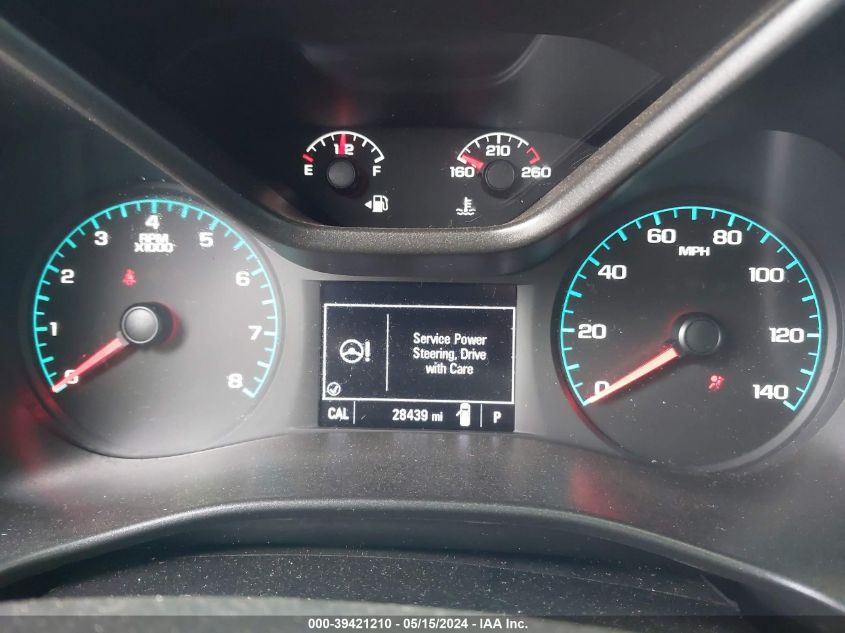 1/2
E F
210
160 260
4
3 5
RPM
X1000
2 6
1 7
0 8
60 80
MPH
40 100
20 120
0 140
Service Power
Steering, Drive
with Care
CAL 28439 mi P
000-39421210 - 05/15/2024 - IAA Inc.